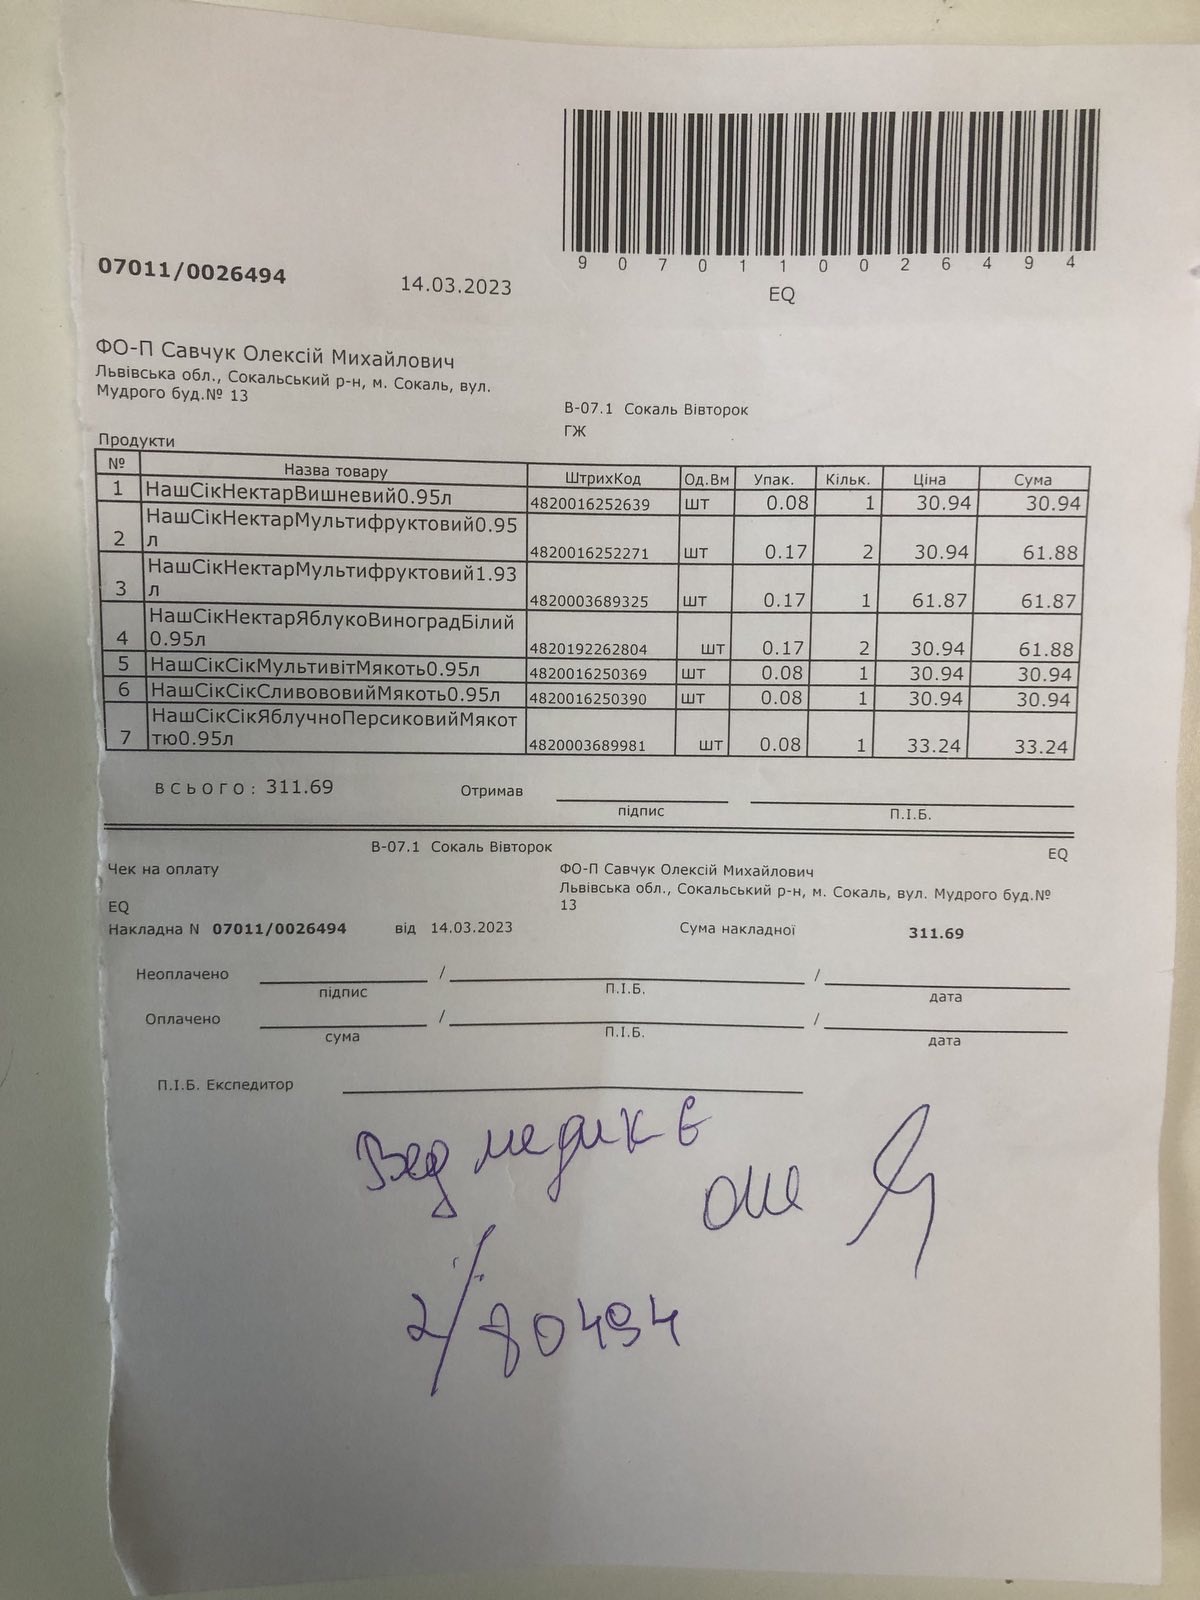 9 0 7 0 1 1 0 0 2 6 4 9 4
07011/0026494 14.03.2023 EQ
ФО-П Савчук Олексій Михайлович
Львівська обл., Сокальський р-н, м. Сокаль, вул.
Мудрого буд.№ 13
В-07.1 Сокаль Вівторок
ГЖ
Продукти
№ Назва товару ШтрихКод Од.Вм Упак. Кільк. Ціна Сума
1 НашСікНектарВишневий0.95л 4820016252639 шт 0.08 1 30.94 30.94
НашСікНектарМультифруктовий0.95
2 л 4820016252271 шт 0.17 2 30.94 61.88
НашСікНектарМультифруктовий1.93
3 л 4820003689325 шт 0.17 1 61.87 61.87
НашСікНектарЯблукоВиноградБілий
4 0.95л 4820192262804 шт 0.17 2 30.94 61.88
5 НашСікСікМультивітМякоть0.95л 4820016250369 шт 0.08 1 30.94 30.94
6 НашСікСікСливововийМякоть0.95л 4820016250390 шт 0.08 1 30.94 30.94
НашСікСікЯблучноПерсиковийМякот
7 тю0.95л 4820003689981 шт 0.08 1 33.24 33.24
ВСЬОГО: 311.69 Отримав
підпис П.І.Б.
В-07.1 Сокаль Вівторок EQ
Чек на оплату ФО-П Савчук Олексій Михайлович
Львівська обл., Сокальський р-н, м. Сокаль, вул. Мудрого буд.№
EQ 13
Накладна N 07011/0026494 від 14.03.2023 Сума накладної 311.69
Неоплачено / /
підпис П.І.Б. дата
Оплачено / /
сума П.І.Б. дата
П.І.Б. Експедитор
Вед медик є
2/80494